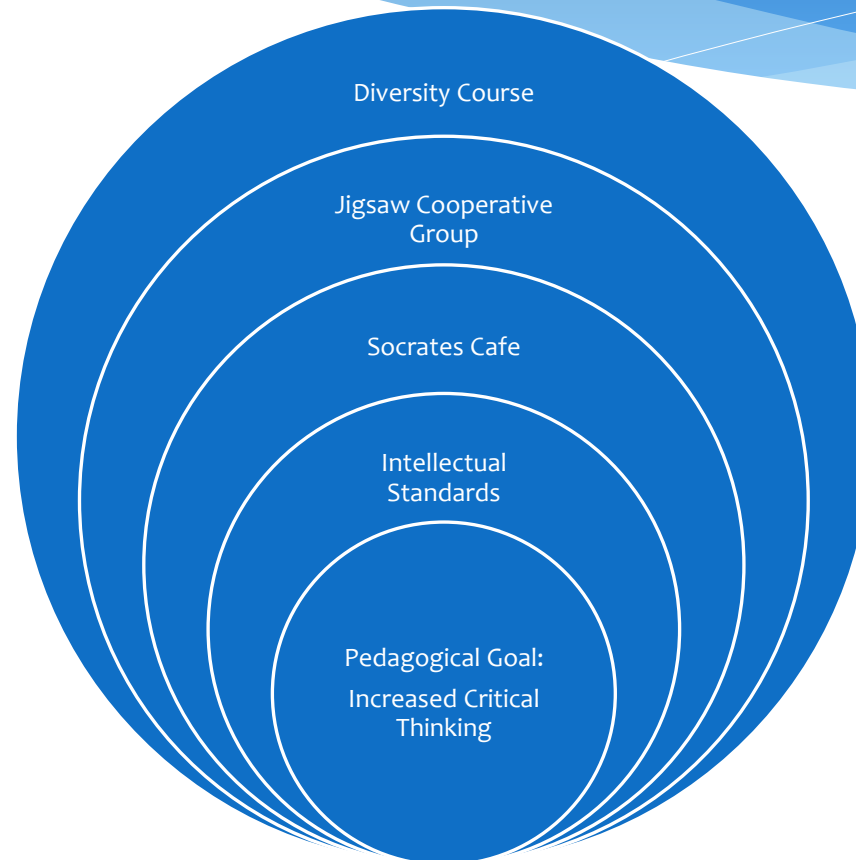 Diversity Course
Jigsaw Cooperative
Group
Socrates Cafe
Intellectual
Standards
Pedagogical Goal:
Increased Critical
Thinking